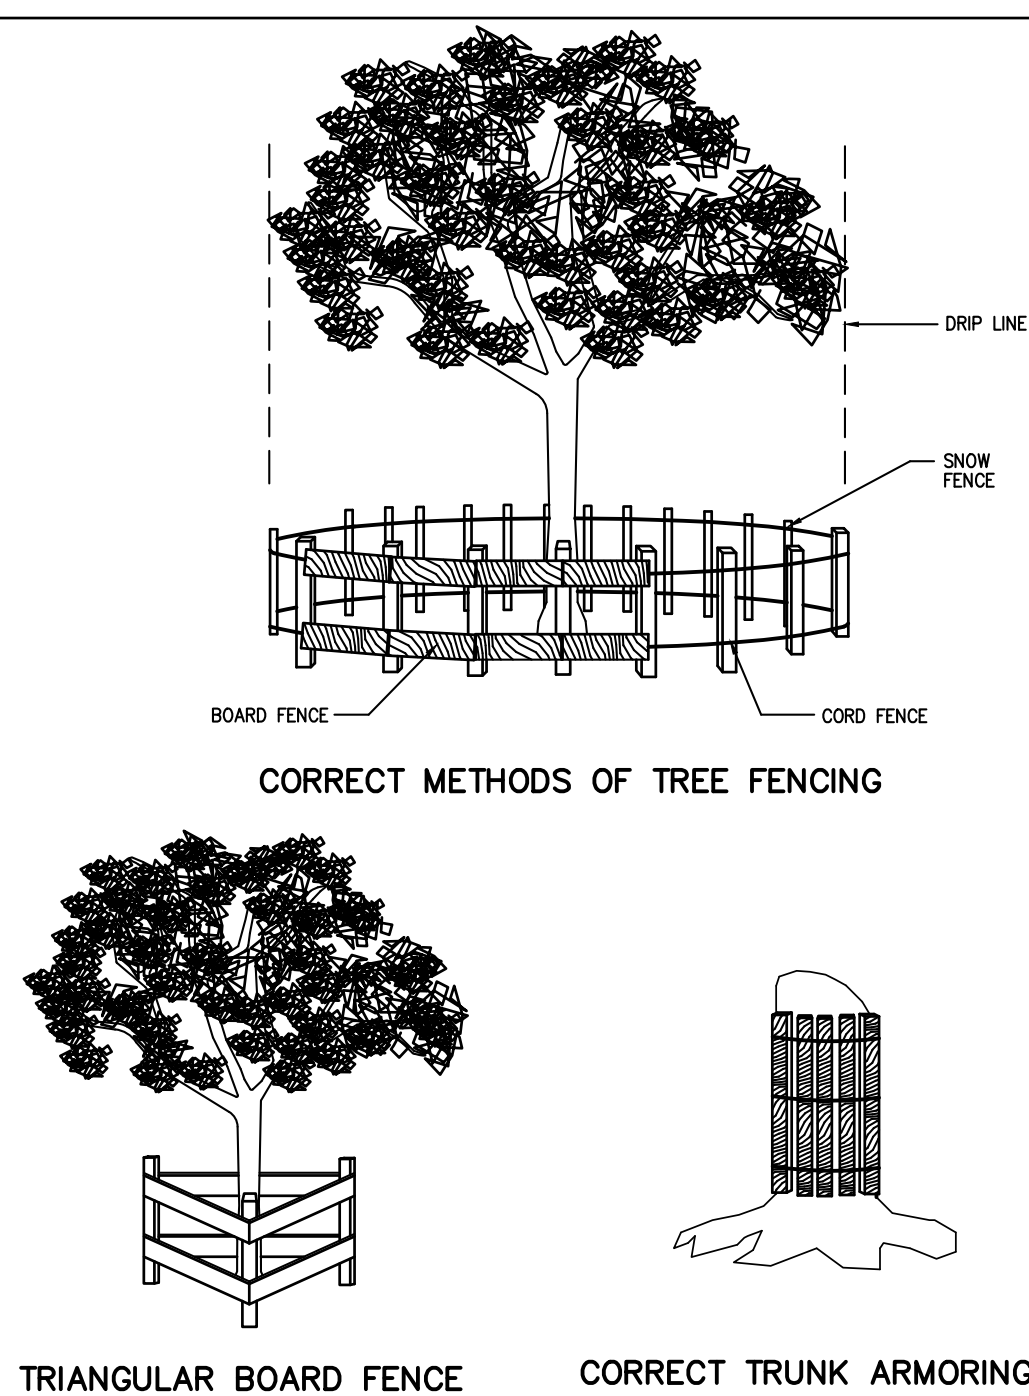 DRIP LINE
SNOW
FENCE
BOARD FENCE
CORD FENCE
CORRECT METHODS OF TREE FENCING
TRIANGULAR BOARD FENCE
CORRECT TRUNK ARMORING